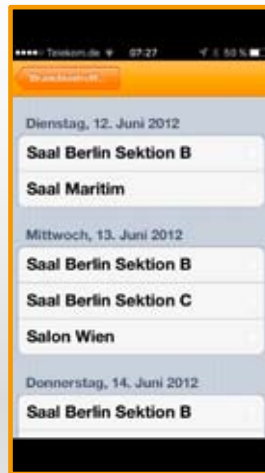 Telekom.de 07:27 50 %
Dienstag, 12. Juni 2012
Saal Berlin Sektion B
Saal Maritim
Mittwoch, 13. Juni 2012
Saal Berlin Sektion B
Saal Berlin Sektion C
Salon Wien
Donnerstag, 14. Juni 2012
Saal Berlin Sektion B